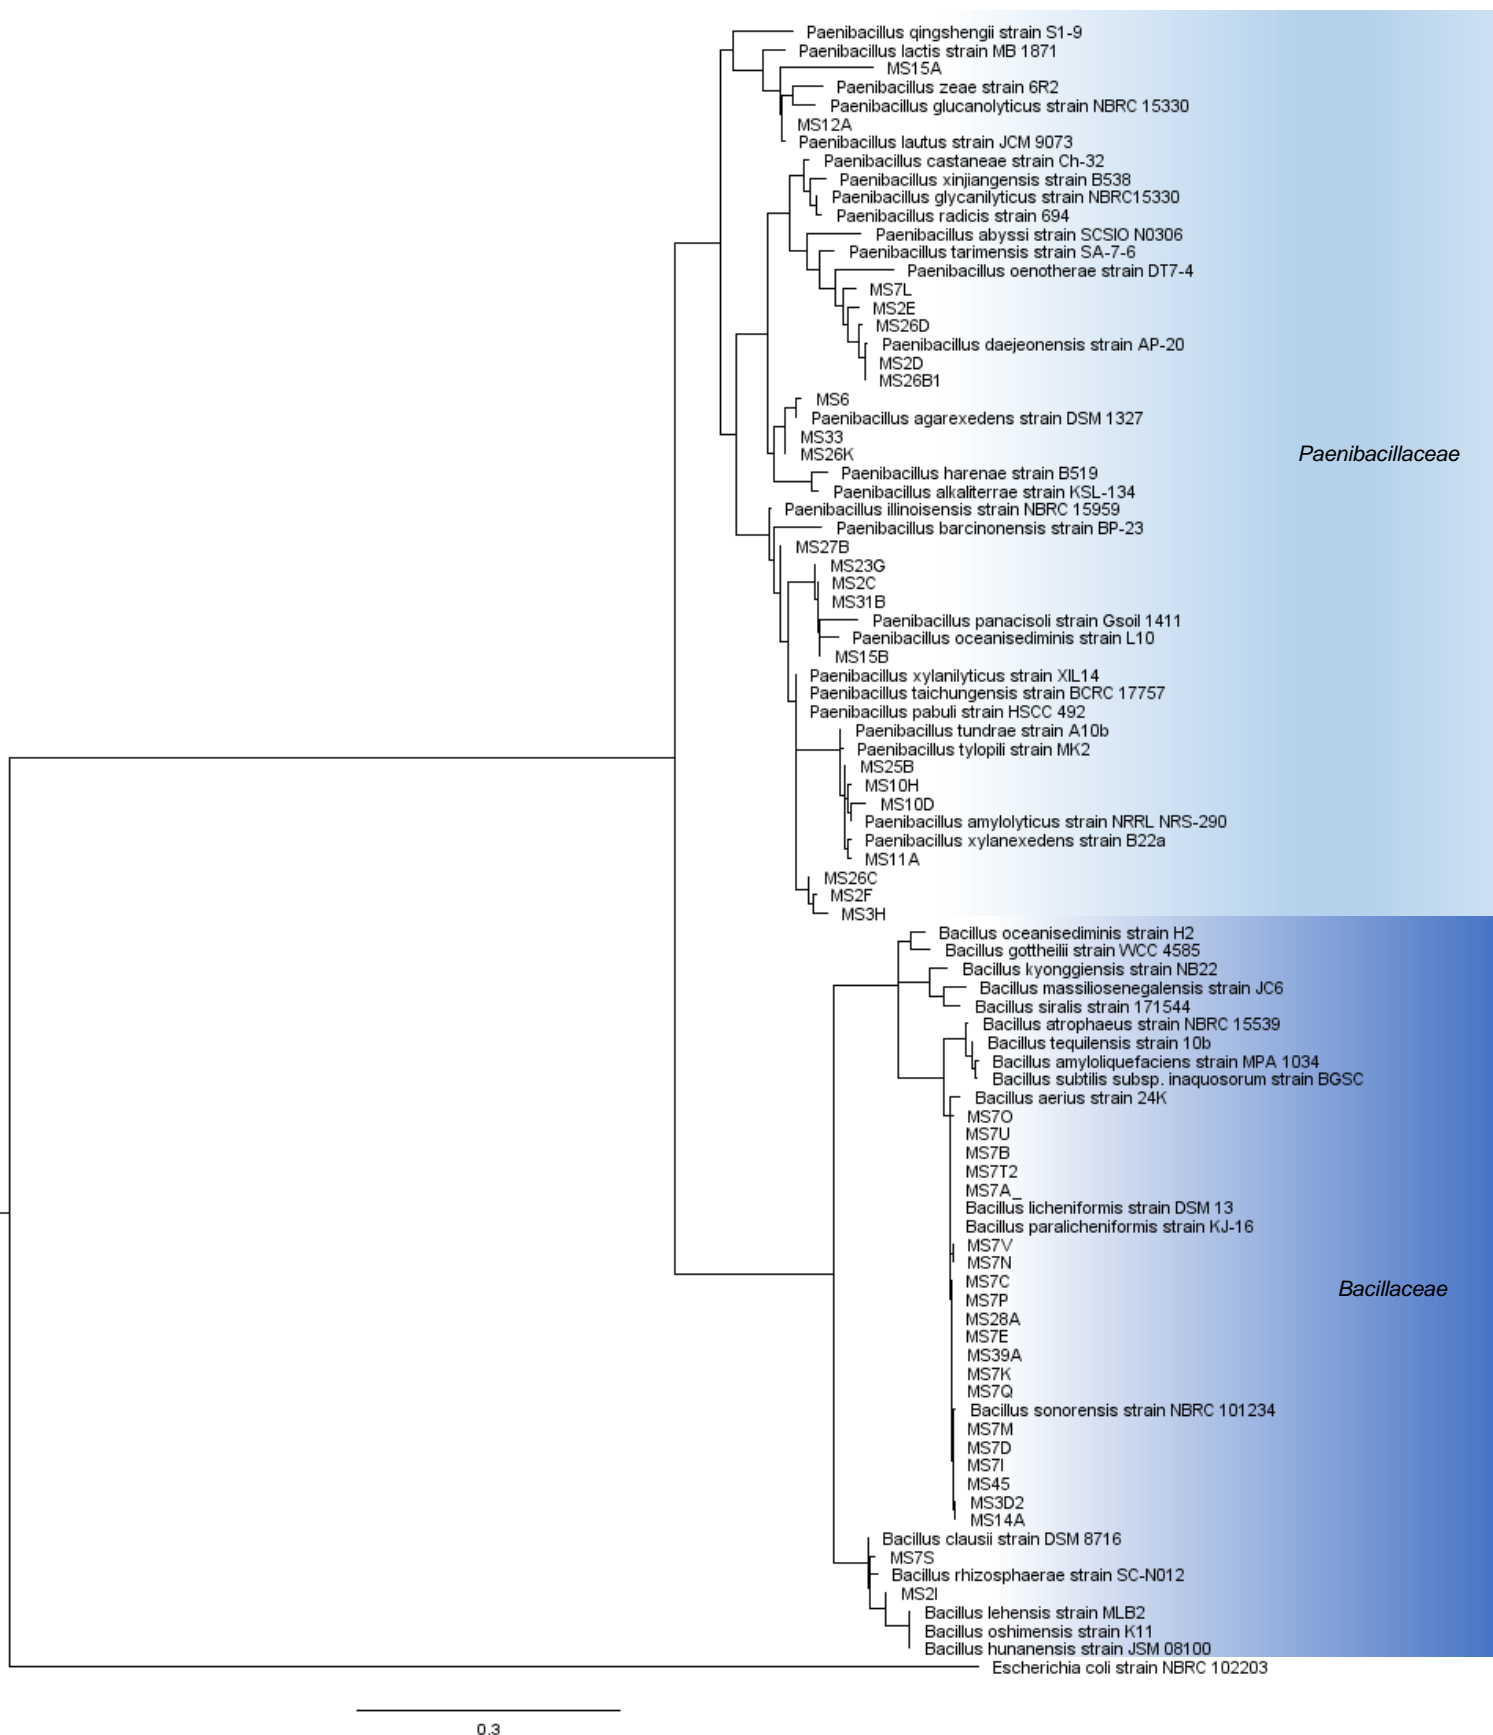 Paenibacillus qingshengii strain S1-9
Paenibacillus lactis strain MB 1871
MS15A
Paenibacillus zeae strain 6R2
Paenibacillus glucanolyticus strain NBRC 15330
MS12A
Paenibacillus lautus strain JCM 9073
Paenibacillus castaneae strain Ch-32
Paenibacillus xinjiangensis strain B538
Paenibacillus glycanilyticus strain NBRC15330
Paenibacillus radicis strain 694
Paenibacillus abyssi strain SCSIO N0306
Paenibacillus tarimensis strain SA-7-6
Paenibacillus oenotherae strain DT7-4
MS7L
MS2E
MS26D
Paenibacillus daejeonensis strain AP-20
MS2D
MS26B1
MS6
Paenibacillus agarexedens strain DSM 1327
MS33
MS26K
Paenibacillaceae
Paenibacillus harenae strain B519
Paenibacillus alkaliterrae strain KSL-134
Paenibacillus illinoisensis strain NBRC 15959
Paenibacillus barcinonensis strain BP-23
MS27B
MS23G
MS2C
MS31B
Paenibacillus panacisoli strain Gsoil 1411
Paenibacillus oceanisediminis strain L10
MS15B
Paenibacillus xylanilyticus strain XIL14
Paenibacillus taichungensis strain BCRC 17757
Paenibacillus pabuli strain HSCC 492
Paenibacillus tundrae strain A10b
Paenibacillus tylopili strain MK2
MS25B
MS10H
MS10D
Paenibacillus amylolyticus strain NRRL NRS-290
Paenibacillus xylanexedens strain B22a
MS11A
MS26C
MS2F
MS3H
Bacillus oceanisediminis strain H2
Bacillus gottheilii strain WCC 4585
Bacillus kyonggiensis strain NB22
Bacillus massiliosenegalensis strain JC6
Bacillus siralis strain 171544
Bacillus atrophaeus strain NBRC 15539
Bacillus tequilensis strain 10b
Bacillus amyloliquefaciens strain MPA 1034
Bacillus subtilis subsp. inaquosorum strain BGSC
Bacillus aerius strain 24K
MS7O
MS7U
MS7B
MS7T2
MS7A_
Bacillus licheniformis strain DSM 13
Bacillus paralicheniformis strain KJ-16
MS7V
MS7N
MS7C
Bacillaceae
MS7P
MS28A
MS7E
MS39A
MS7K
MS7Q
Bacillus sonorensis strain NBRC 101234
MS7M
MS7D
MS7I
MS45
MS3D2
MS14A
Bacillus clausii strain DSM 8716
MS7S
Bacillus rhizosphaerae strain SC-N012
MS2I
Bacillus lehensis strain MLB2
Bacillus oshimensis strain K11
Bacillus hunanensis strain JSM 08100
Escherichia coli strain NBRC 102203
0.3